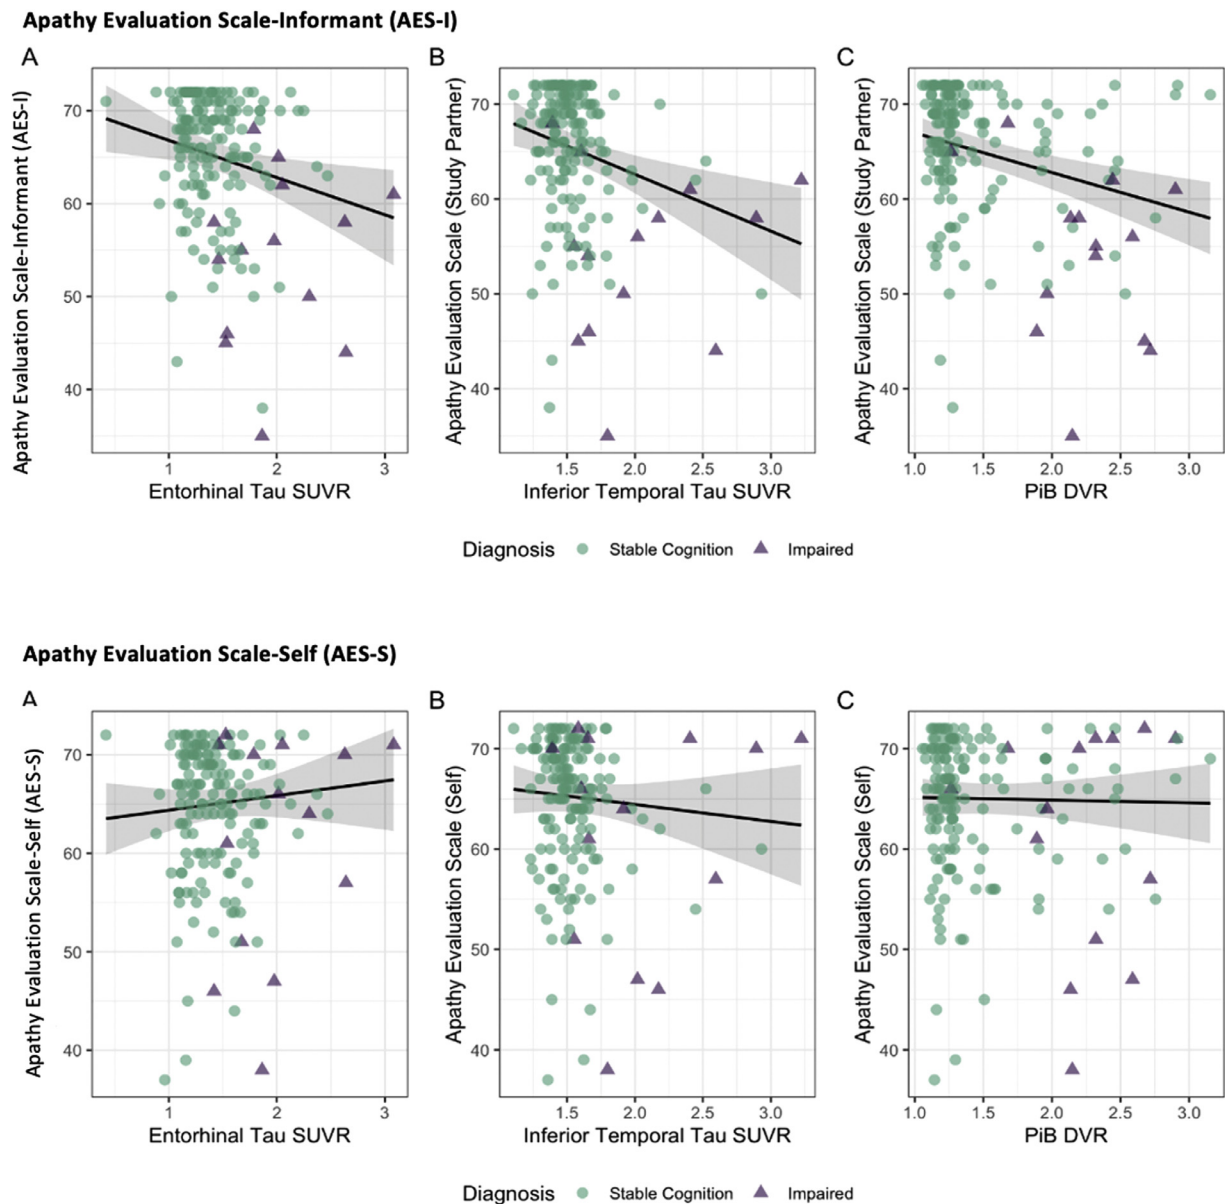 Apathy Evaluation Scale-Informant (AES-I)
A
B
C
Apathy Evaluation Scale-Informant (AES-I)
70
60
50
40
1
2
3
Entorhinal Tau SUVR
Apathy Evaluation Scale (Study Partner)
70
60
50
40
1.5
2.0
2.5
3.0
Inferior Temporal Tau SUVR
Apathy Evaluation Scale (Study Partner)
70
60
50
40
1.0
1.5
2.0
2.5
3.0
PiB DVR
Diagnosis Stable Cognition Impaired
Apathy Evaluation Scale-Self (AES-S)
A
B
C
Apathy Evaluation Scale-Self (AES-S)
70
60
50
40
1
2
3
Entorhinal Tau SUVR
Apathy Evaluation Scale (Self)
70
60
50
40
1.5
2.0
2.5
3.0
Inferior Temporal Tau SUVR
Apathy Evaluation Scale (Self)
70
60
50
40
1.0
1.5
2.0
2.5
3.0
PiB DVR
Diagnosis Stable Cognition Impaired